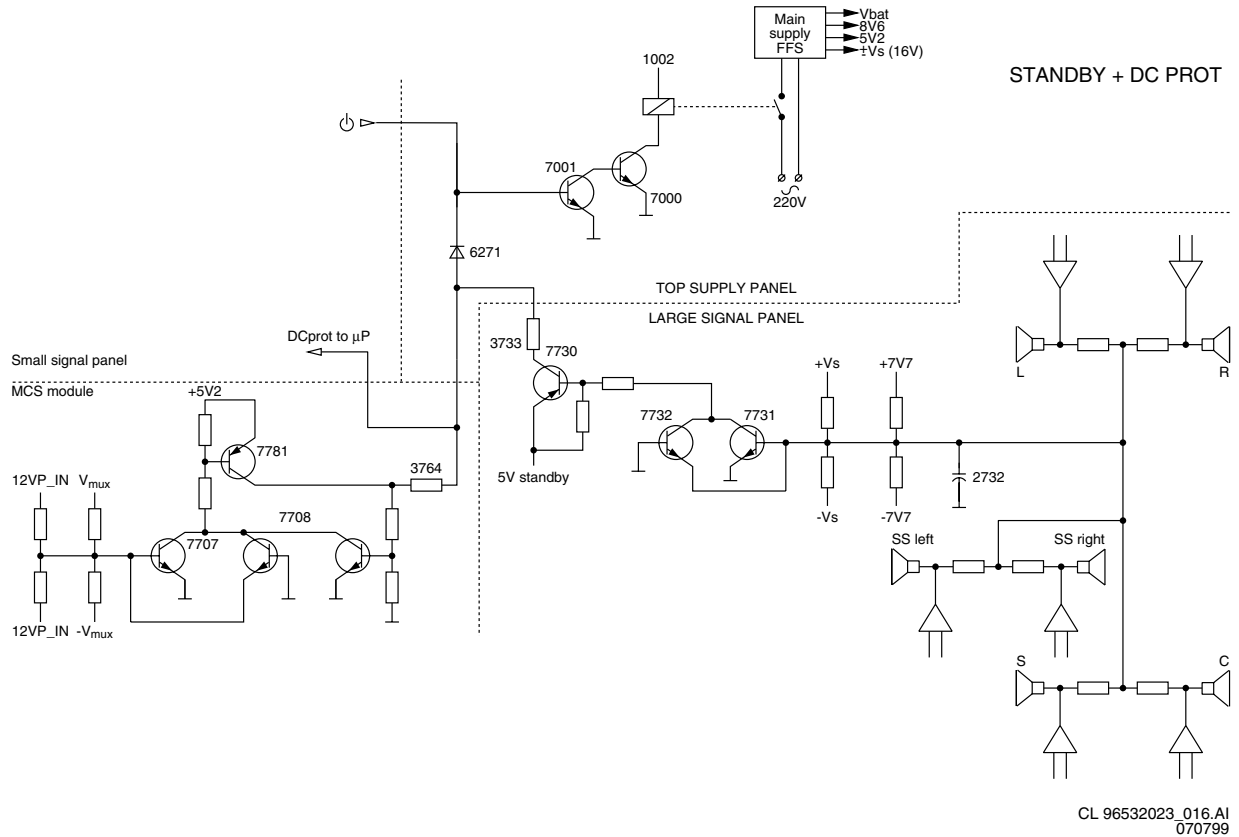 Main
supply
FFS
Vbat
8V6
5V2
±Vs (16V)
1002
STANDBY + DC PROT
7001
7000
220V
6271
TOP SUPPLY PANEL
LARGE SIGNAL PANEL
DCprot to µP
3733
7730
Small signal panel
MCS module
L
R
+5V2
+Vs
+7V7
7732
7731
7781
3764
5V standby
2732
12VP_IN
Vmux
-Vs
-7V7
7708
7707
SS left
SS right
12VP_IN
-Vmux
S
C
CL 96532023_016.AI
070799